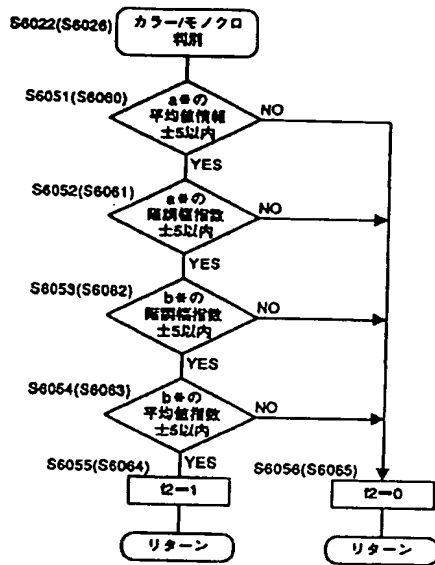 S6022(S6026)
カラー/モノクロ
判別
S6051(S6060)
a*の
平均値情報
±5以内
NO
YES
S6052(S6061)
a*の
階調幅指数
±5以内
NO
YES
S6053(S6062)
b*の
階調幅指数
±5以内
NO
YES
S6054(S6063)
b*の
平均値指数
±5以内
NO
YES
S6055(S6064)
f2=1
リターン
S6056(S6065)
f2=0
リターン